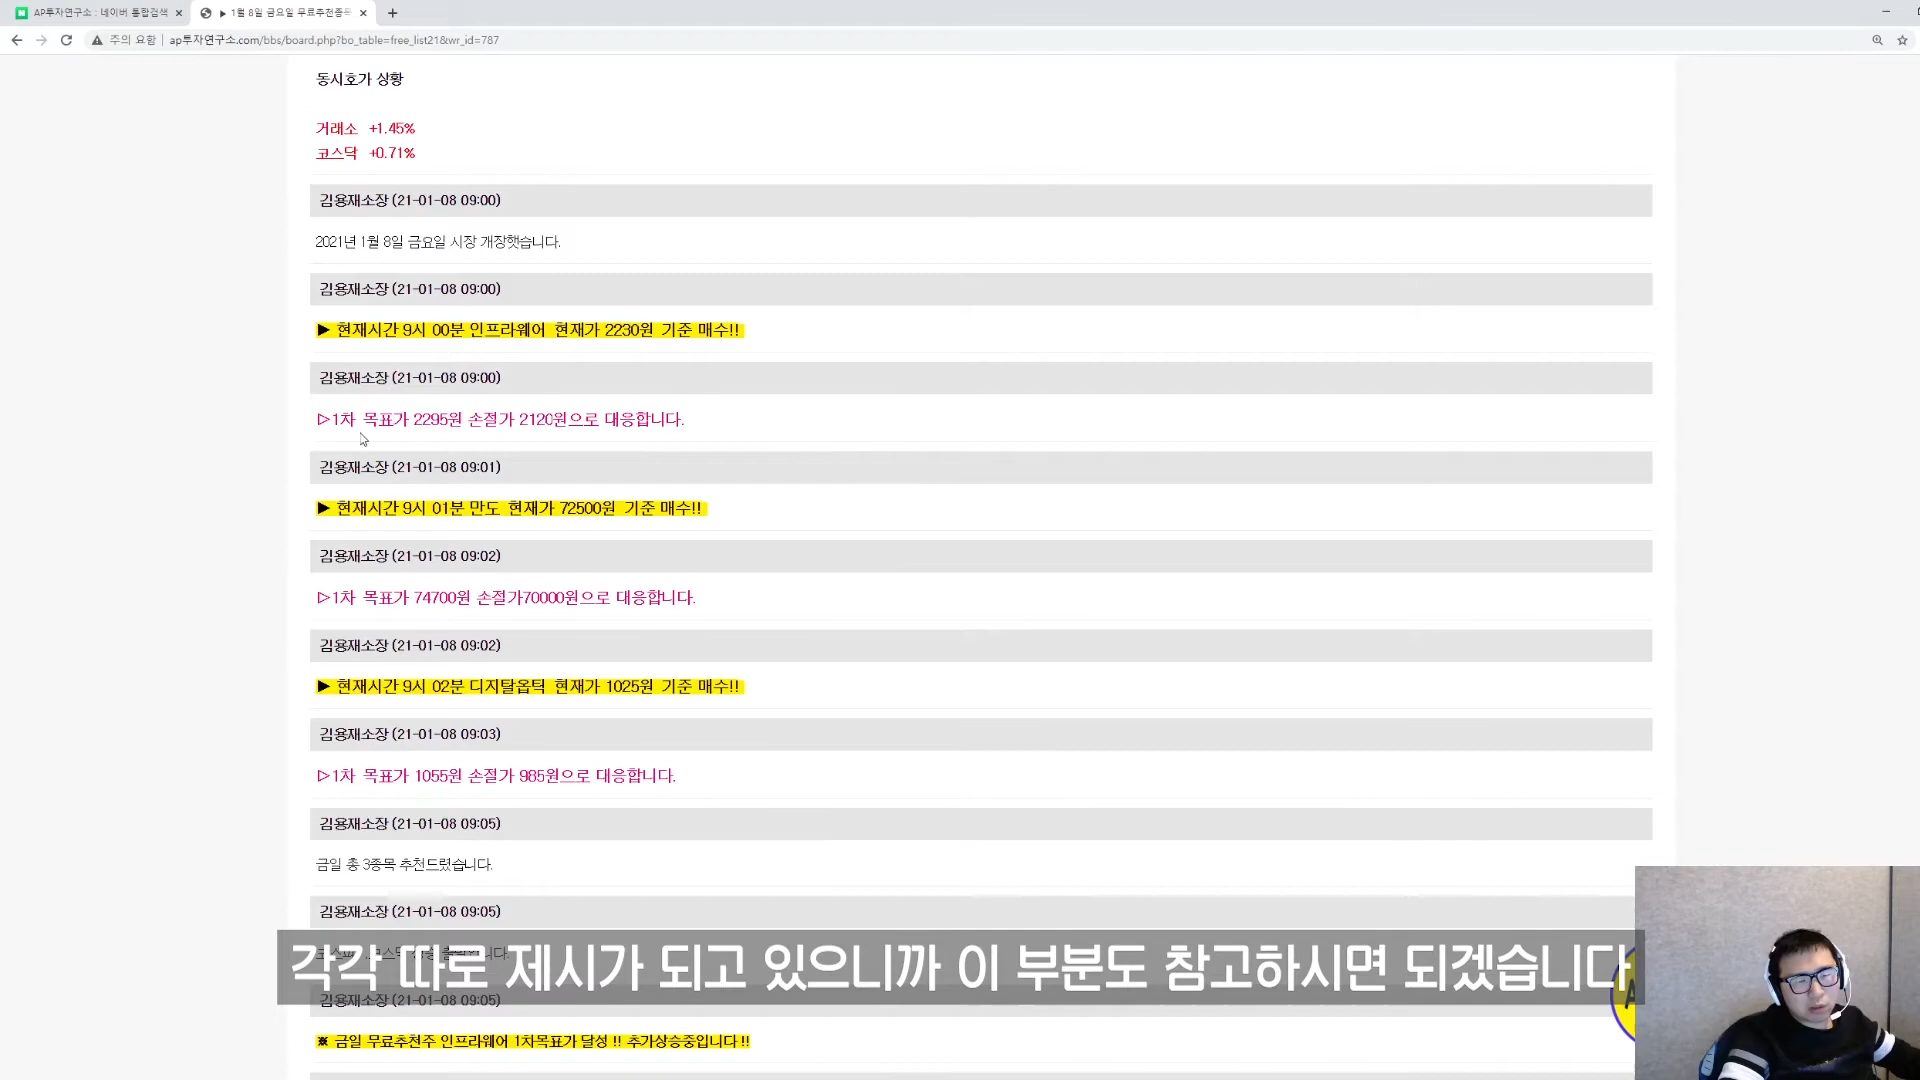 AP투자연구소 : 네이버 통합검색
▶ 1월 8일 금요일 무료추천종목
주의 요함 | ap투자연구소.com/bbs/board.php?bo_table=free_list21&wr_id=787
동시호가 상황
거래소 +1.45%
코스닥 +0.71%
김용재소장 (21-01-08 09:00)
2021년 1월 8일 금요일 시장 개장햇습니다.
김용재소장 (21-01-08 09:00)
▶ 현재시간 9시 00분 인프라웨어 현재가 2230원 기준 매수!!
김용재소장 (21-01-08 09:00)
▷1차 목표가 2295원 손절가 2120원으로 대응합니다.
김용재소장 (21-01-08 09:01)
▶ 현재시간 9시 01분 만도 현재가 72500원 기준 매수!!
김용재소장 (21-01-08 09:02)
▷1차 목표가 74700원 손절가70000원으로 대응합니다.
김용재소장 (21-01-08 09:02)
▶ 현재시간 9시 02분 디지탈옵틱 현재가 1025원 기준 매수!!
김용재소장 (21-01-08 09:03)
▷1차 목표가 1055원 손절가 985원으로 대응합니다.
김용재소장 (21-01-08 09:05)
금일 총 3종목 추천드렸습니다.
김용재소장 (21-01-08 09:05)
각각 따로 제시가 되고 있으니까 이 부분도 참고하시면 되겠습니다
김용재소장 (21-01-08 09:05)
※ 금일 무료추천주 인프라웨어 1차목표가 달성 !! 추가상승중입니다 !!